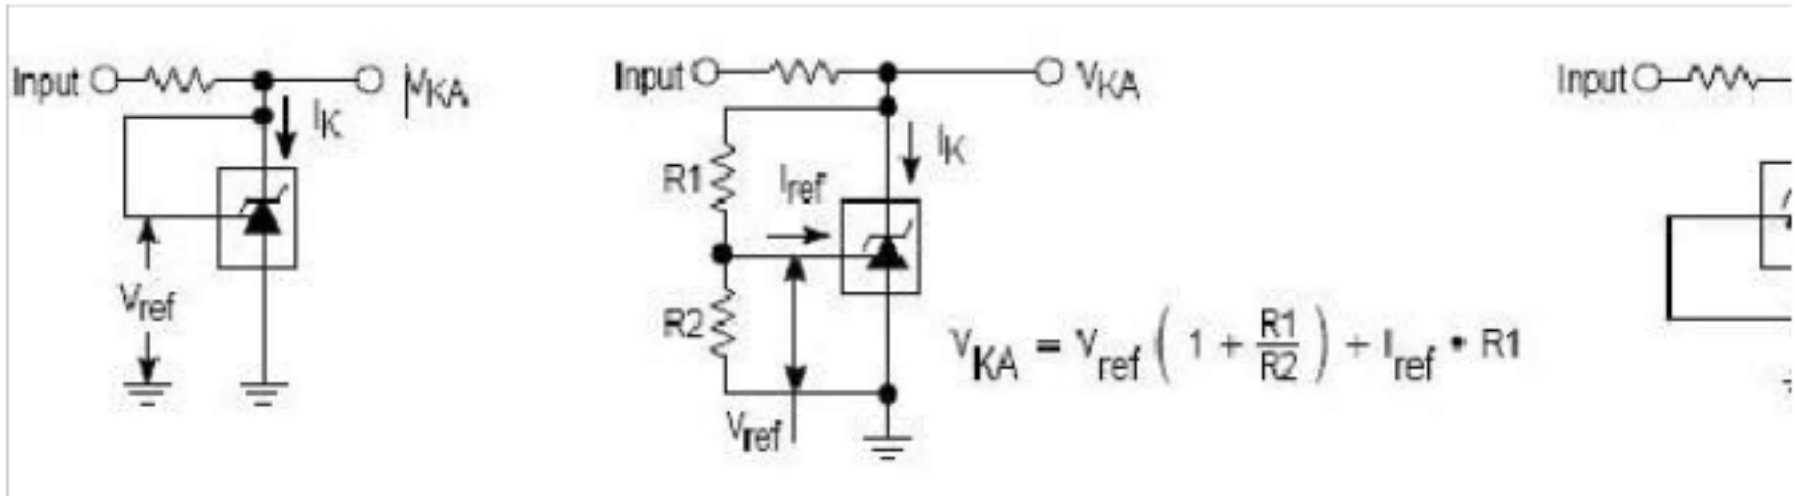 Input
VKA
IK
Vref
Input
VKA
R1
Iref
IK
R2
Vref
VKA = Vref ( 1 + R1/R2 ) + Iref • R1
Input